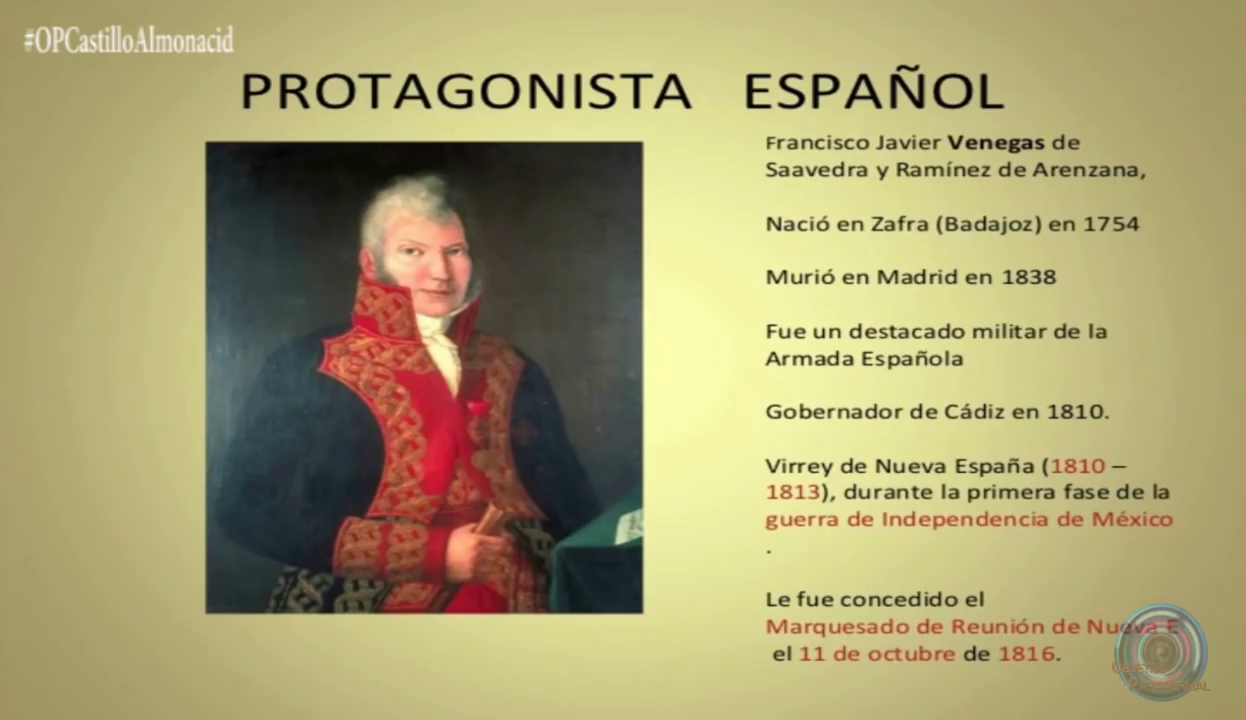 #OPCastilloAlmonacid
PROTAGONISTA ESPAÑOL
Francisco Javier Venegas de
Saavedra y Ramínez de Arenzana,
Nació en Zafra (Badajoz) en 1754
Murió en Madrid en 1838
Fue un destacado militar de la
Armada Española
Gobernador de Cádiz en 1810.
Virrey de Nueva España (1810 –
1813), durante la primera fase de la
guerra de Independencia de México
.
Le fue concedido el
Marquesado de Reunión de Nueva E
el 11 de octubre de 1816.